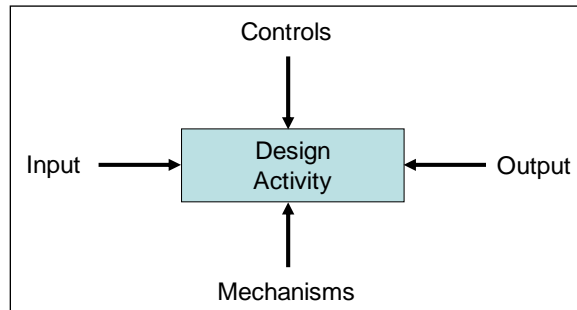 Controls
Input
Design
Activity
Output
Mechanisms